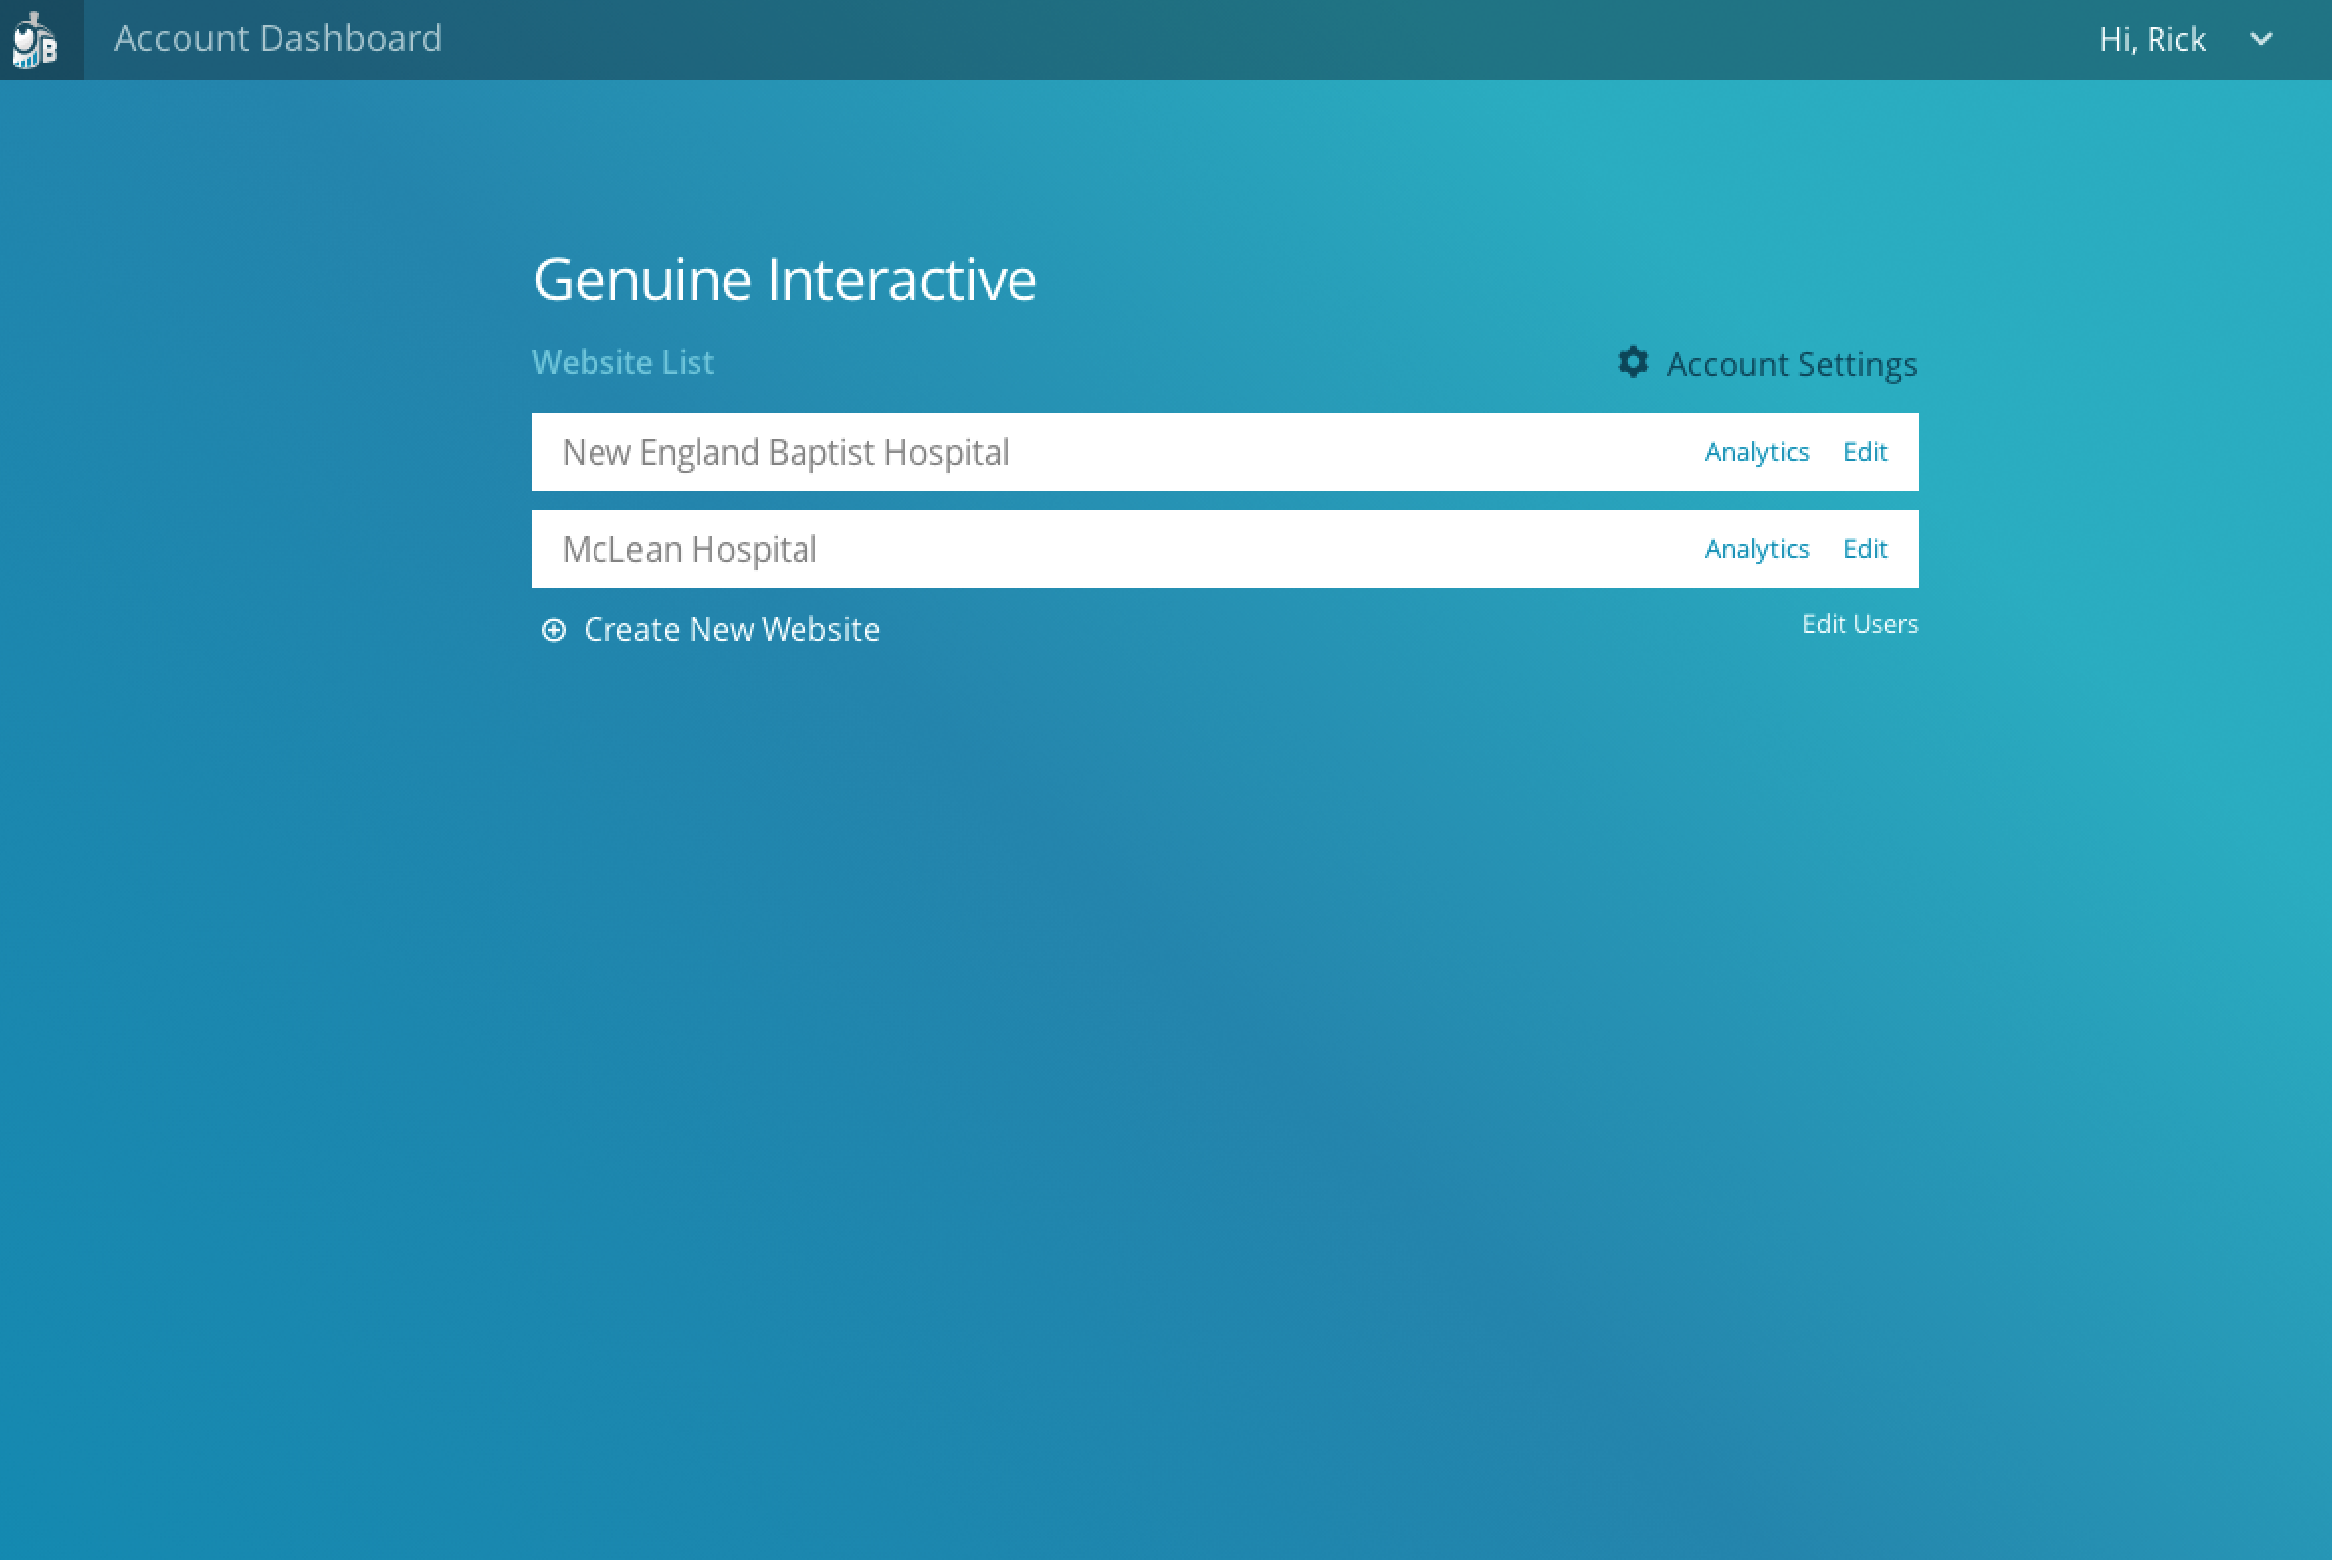 B Account Dashboard Hi, Rick
Genuine Interactive
Website List Account Settings
New England Baptist Hospital Analytics Edit
McLean Hospital Analytics Edit
Create New Website Edit Users